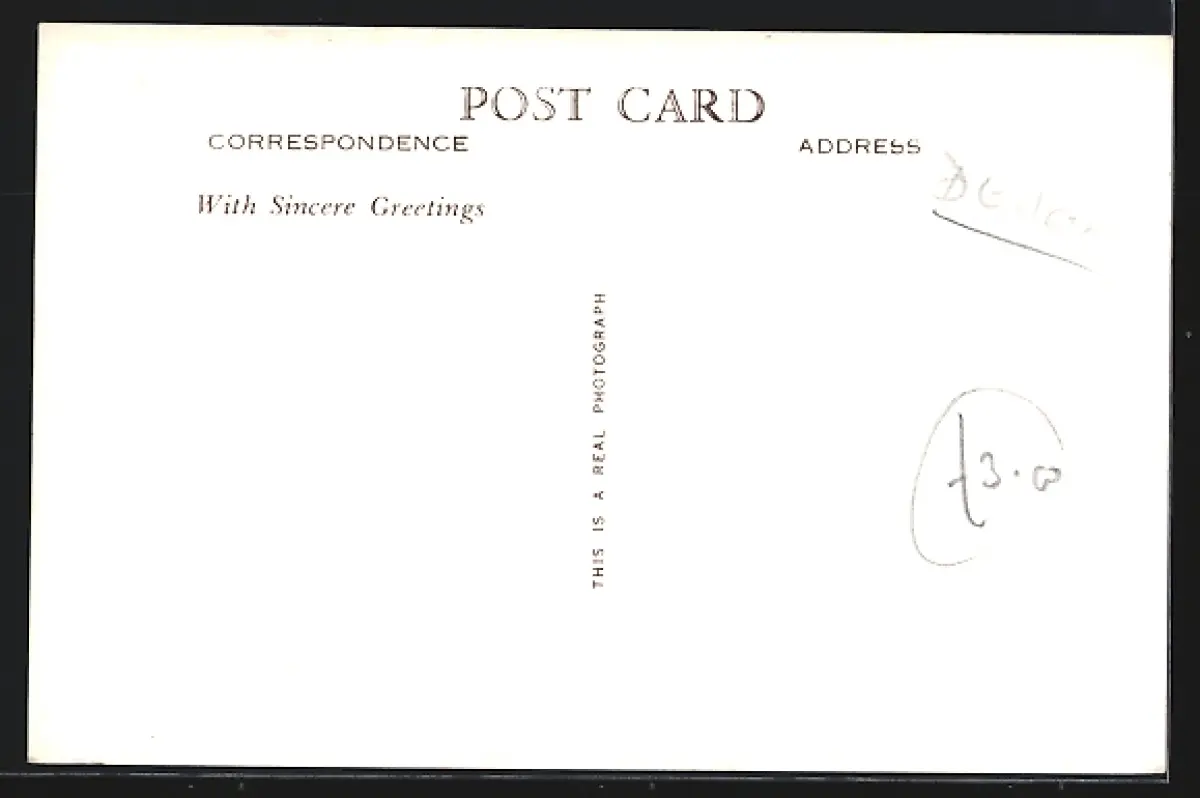 POST CARD
CORRESPONDENCE
ADDRESS
With Sincere Greetings
THIS IS A REAL PHOTOGRAPH
£3.00